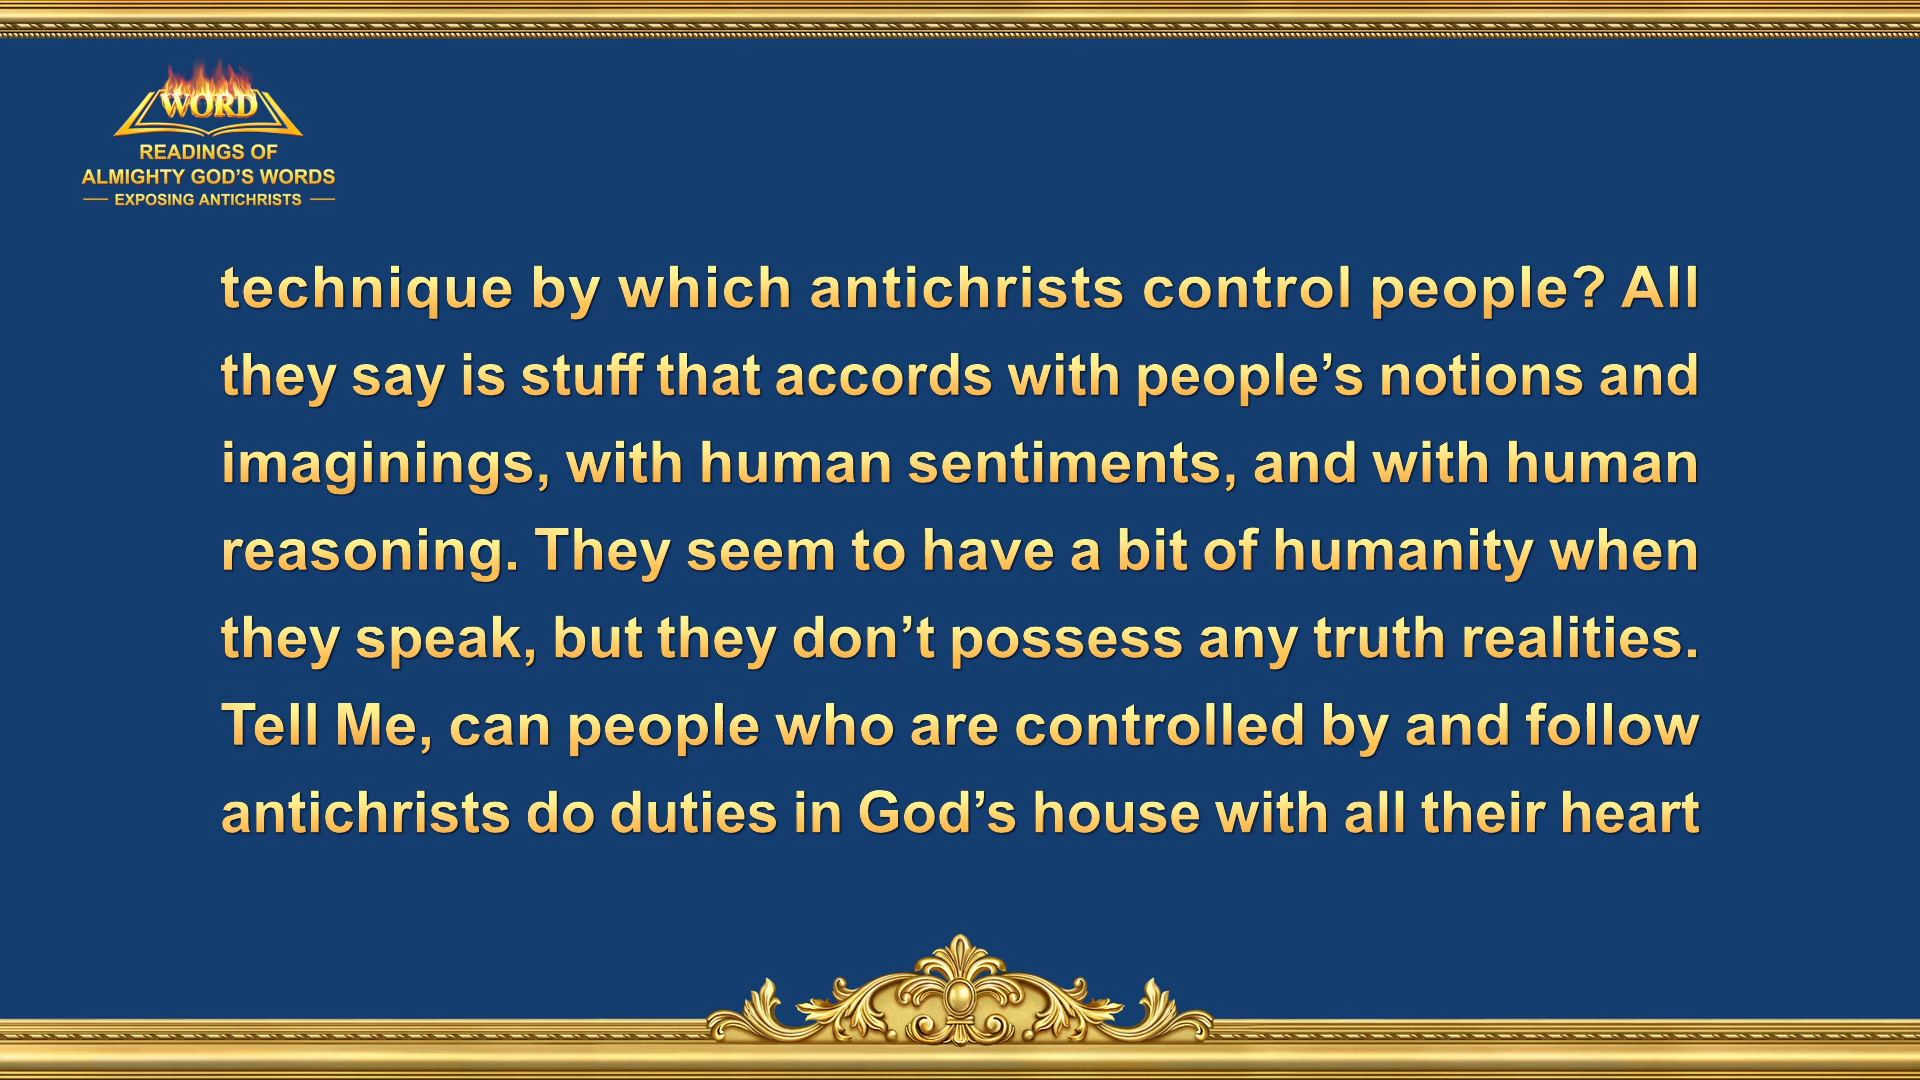 WORD
READINGS OF
ALMIGHTY GOD’S WORDS
EXPOSING ANTICHRISTS
technique by which antichrists control people? All
they say is stuff that accords with people’s notions and
imaginings, with human sentiments, and with human
reasoning. They seem to have a bit of humanity when
they speak, but they don’t possess any truth realities.
Tell Me, can people who are controlled by and follow
antichrists do duties in God’s house with all their heart